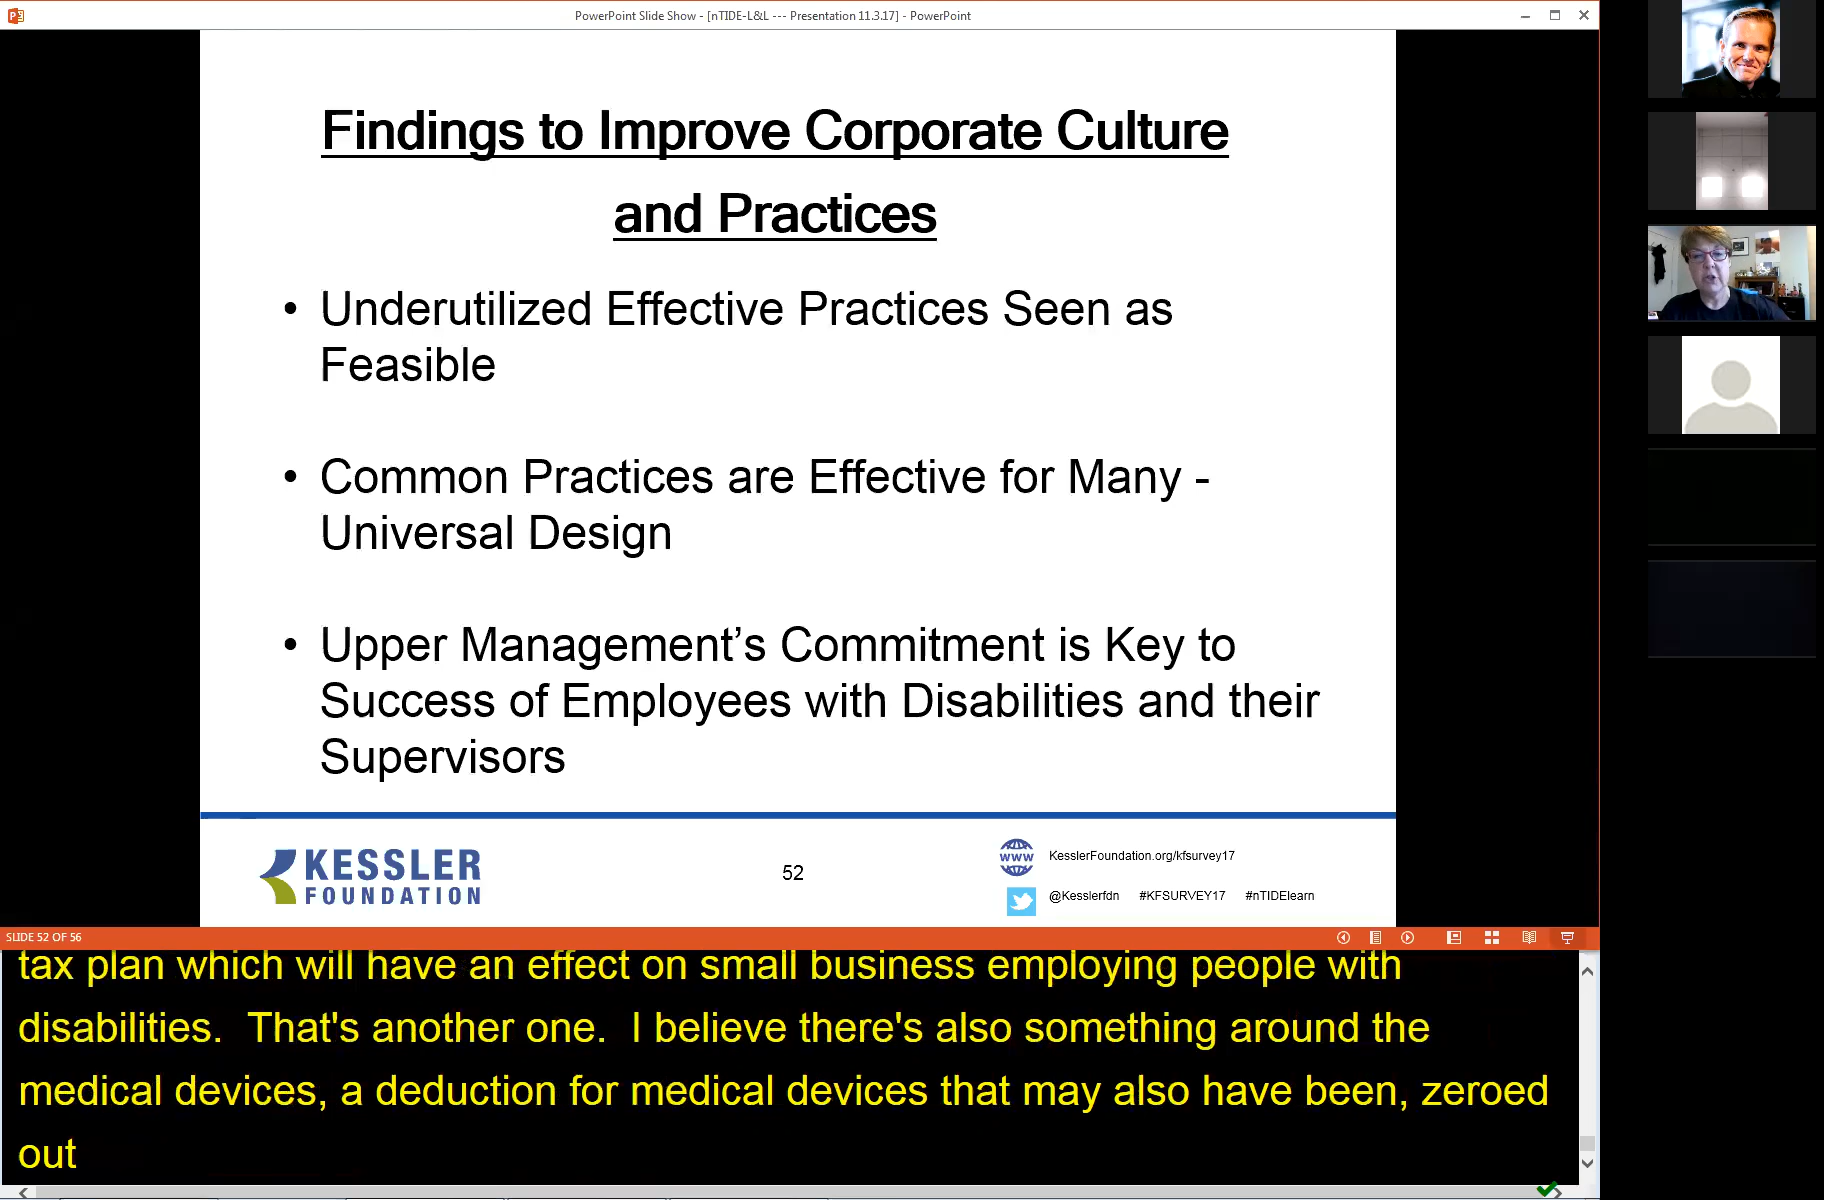 PowerPoint Slide Show - [nTIDE-L&L --- Presentation 11.3.17] - PowerPoint
Findings to Improve Corporate Culture
and Practices
• Underutilized Effective Practices Seen as
Feasible
• Common Practices are Effective for Many -
Universal Design
• Upper Management’s Commitment is Key to
Success of Employees with Disabilities and their
Supervisors
KESSLER
FOUNDATION
52
www
KesslerFoundation.org/kfsurvey17
@Kesslerfdn #KFSURVEY17 #nTIDElearn
SLIDE 52 OF 56
tax plan which will have an effect on small business employing people with
disabilities.  That's another one.  I believe there's also something around the
medical devices, a deduction for medical devices that may also have been, zeroed
out